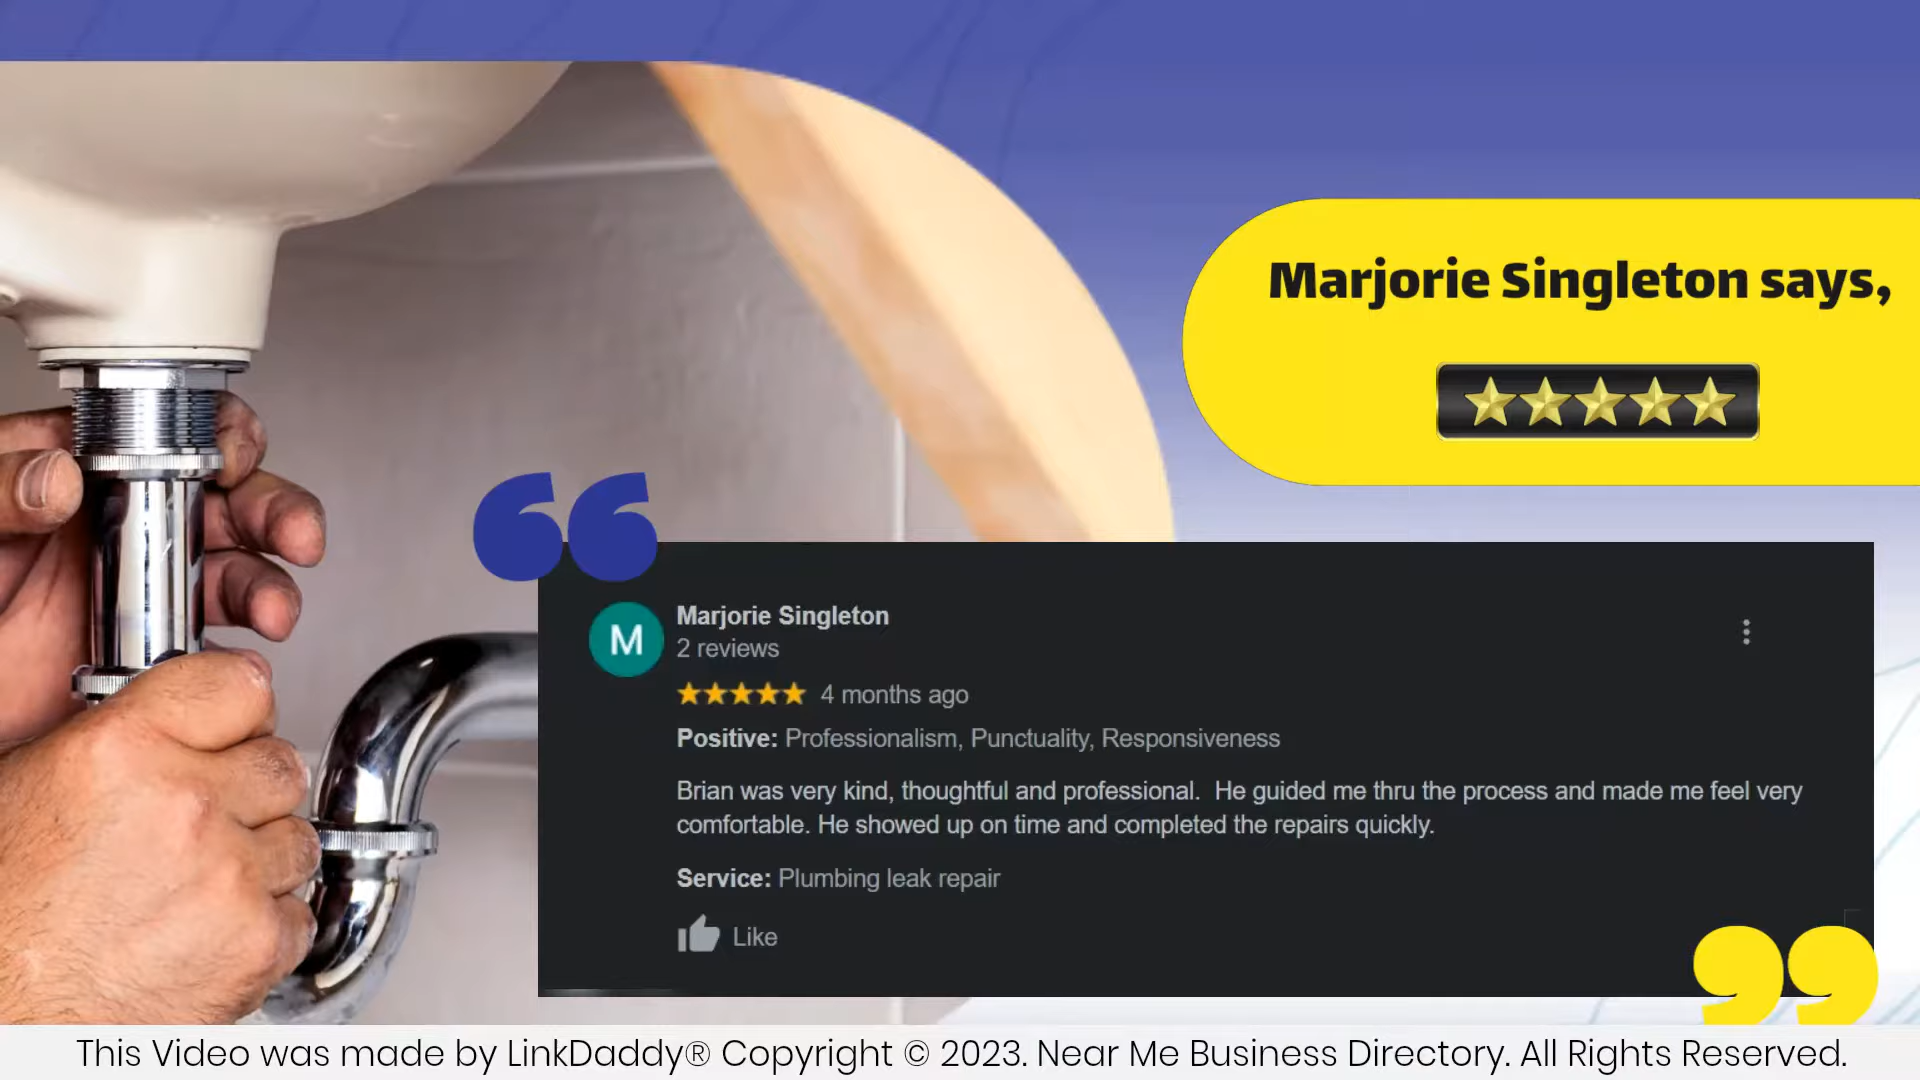 Marjorie Singleton says,
M
Marjorie Singleton
2 reviews
4 months ago
Positive: Professionalism, Punctuality, Responsiveness
Brian was very kind, thoughtful and professional.  He guided me thru the process and made me feel very
comfortable. He showed up on time and completed the repairs quickly.
Service: Plumbing leak repair
Like
This Video was made by LinkDaddy® Copyright © 2023. Near Me Business Directory. All Rights Reserved.